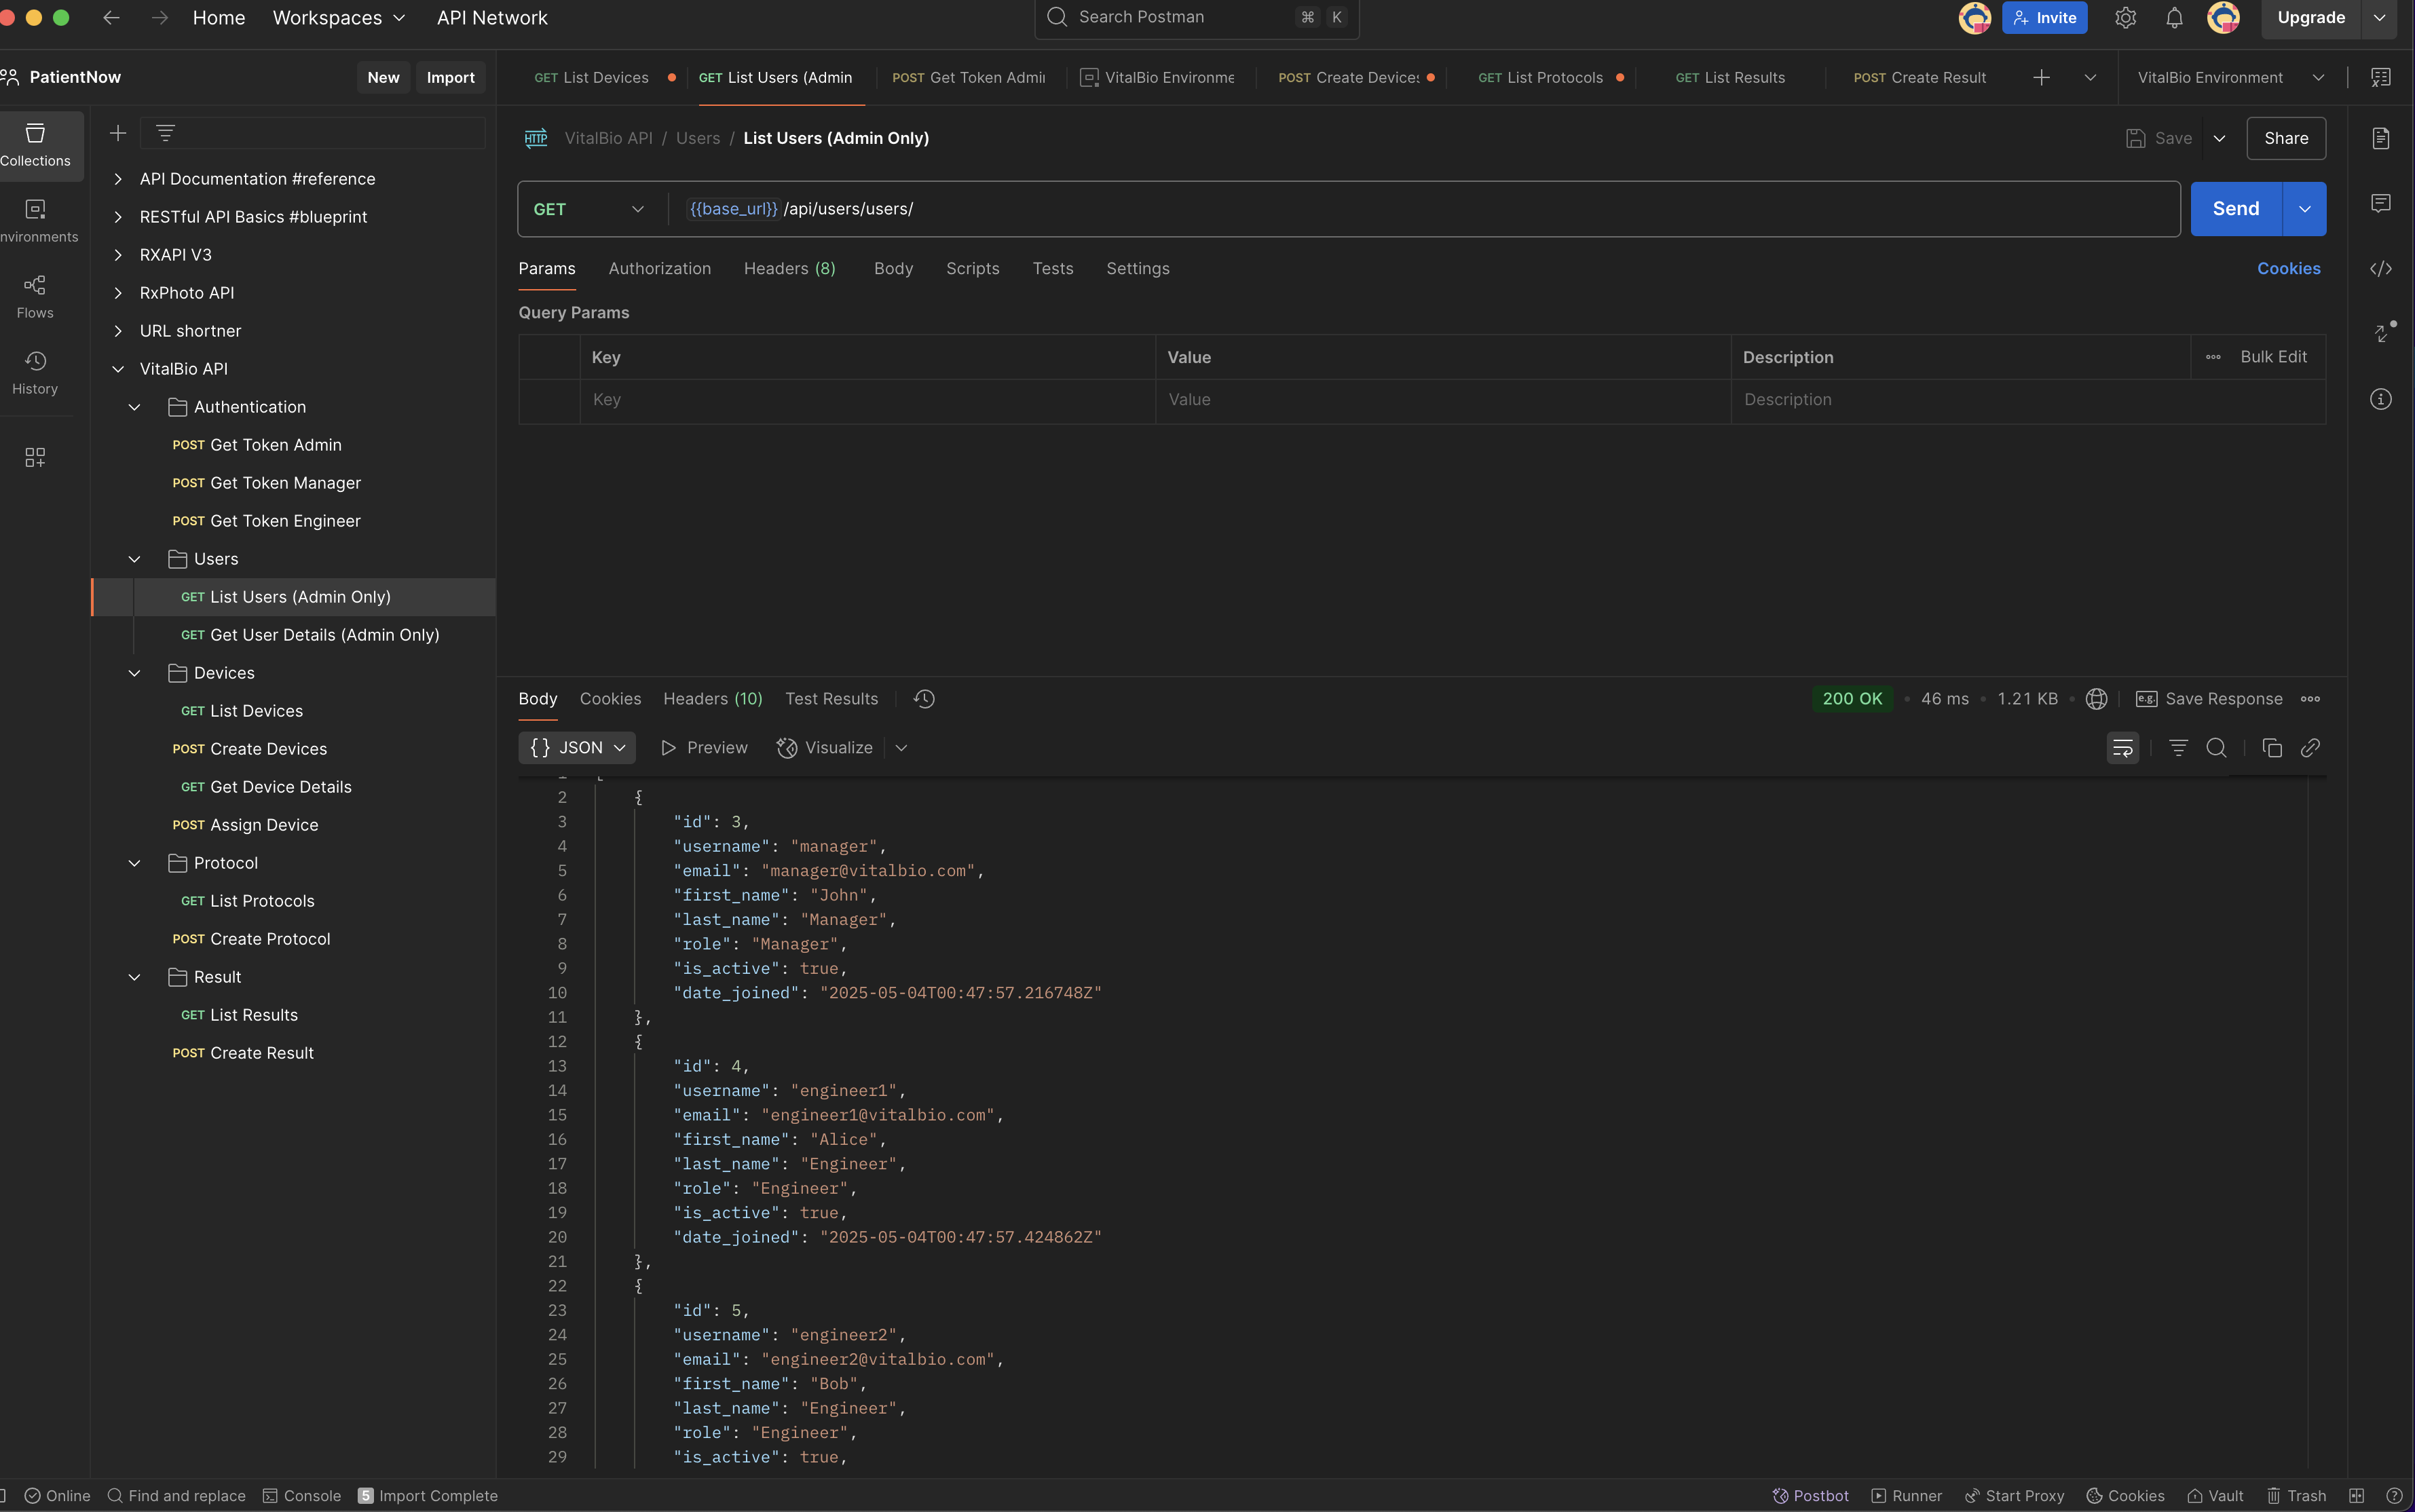 Home Workspaces API Network Search Postman ⌘ K Invite Upgrade
PatientNow New Import
GET List Devices GET List Users (Admin POST Get Token Admi VitalBio Environme POST Create Devices GET List Protocols GET List Results POST Create Result VitalBio Environment
Collections
nvironments
Flows
History
API Documentation #reference
RESTful API Basics #blueprint
RXAPI V3
RxPhoto API
URL shortner
VitalBio API
Authentication
POST Get Token Admin
POST Get Token Manager
POST Get Token Engineer
Users
GET List Users (Admin Only)
GET Get User Details (Admin Only)
Devices
GET List Devices
POST Create Devices
GET Get Device Details
POST Assign Device
Protocol
GET List Protocols
POST Create Protocol
Result
GET List Results
POST Create Result
HTTP VitalBio API / Users / List Users (Admin Only) Save Share
GET {{base_url}} /api/users/users/ Send
Params Authorization Headers (8) Body Scripts Tests Settings Cookies
Query Params
Key Value Description Bulk Edit
Key Value Description
Body Cookies Headers (10) Test Results 200 OK 46 ms 1.21 KB e.g. Save Response
{} JSON Preview Visualize
2 {
3 "id": 3,
4 "username": "manager",
5 "email": "manager@vitalbio.com",
6 "first_name": "John",
7 "last_name": "Manager",
8 "role": "Manager",
9 "is_active": true,
10 "date_joined": "2025-05-04T00:47:57.216748Z"
11 },
12 {
13 "id": 4,
14 "username": "engineer1",
15 "email": "engineer1@vitalbio.com",
16 "first_name": "Alice",
17 "last_name": "Engineer",
18 "role": "Engineer",
19 "is_active": true,
20 "date_joined": "2025-05-04T00:47:57.424862Z"
21 },
22 {
23 "id": 5,
24 "username": "engineer2",
25 "email": "engineer2@vitalbio.com",
26 "first_name": "Bob",
27 "last_name": "Engineer",
28 "role": "Engineer",
29 "is_active": true,
Online Find and replace Console 5 Import Complete Postbot Runner Start Proxy Cookies Vault Trash